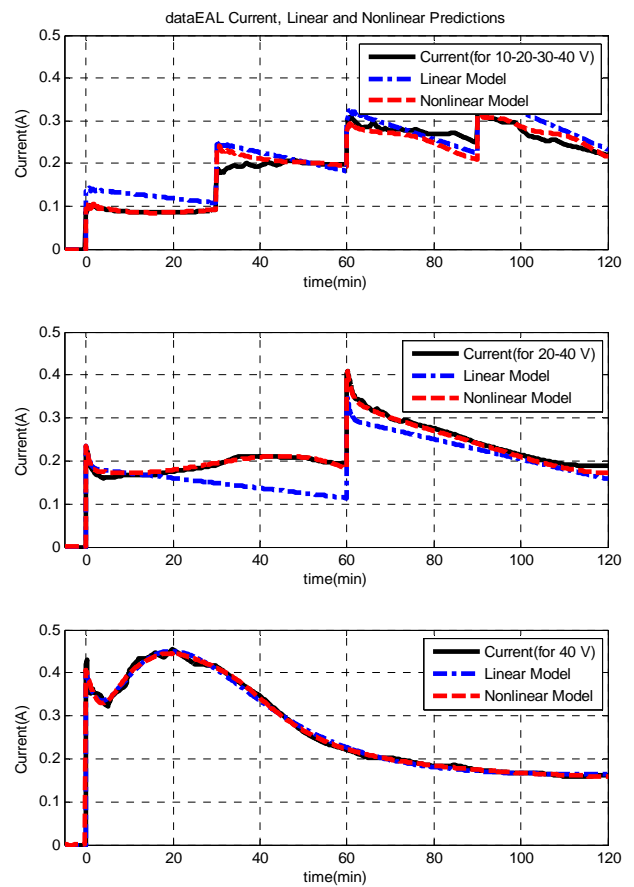 dataEAL Current, Linear and Nonlinear Predictions
0.5
0.4
0.3
0.2
0.1
0
Current(A)
Current(for 10-20-30-40 V)
Linear Model
Nonlinear Model
0 20 40 60 80 100 120
time(min)
0.5
0.4
0.3
0.2
0.1
0
Current(A)
Current(for 20-40 V)
Linear Model
Nonlinear Model
0 20 40 60 80 100 120
time(min)
0.5
0.4
0.3
0.2
0.1
0
Current(A)
Current(for 40 V)
Linear Model
Nonlinear Model
0 20 40 60 80 100 120
time(min)